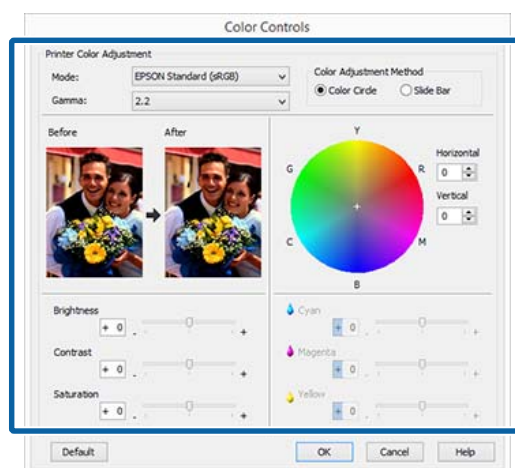 Color Controls
Printer Color Adjustment
Mode: EPSON Standard (sRGB)
Gamma: 2.2
Color Adjustment Method
Color Circle Slide Bar
Before After
Y
G R
C M
B
Horizontal
0
Vertical
0
Brightness
+ 0 - +
Contrast
+ 0 - +
Saturation
+ 0 - +
Cyan
+ 0 - +
Magenta
+ 0 - +
Yellow
+ 0 - +
Default OK Cancel Help